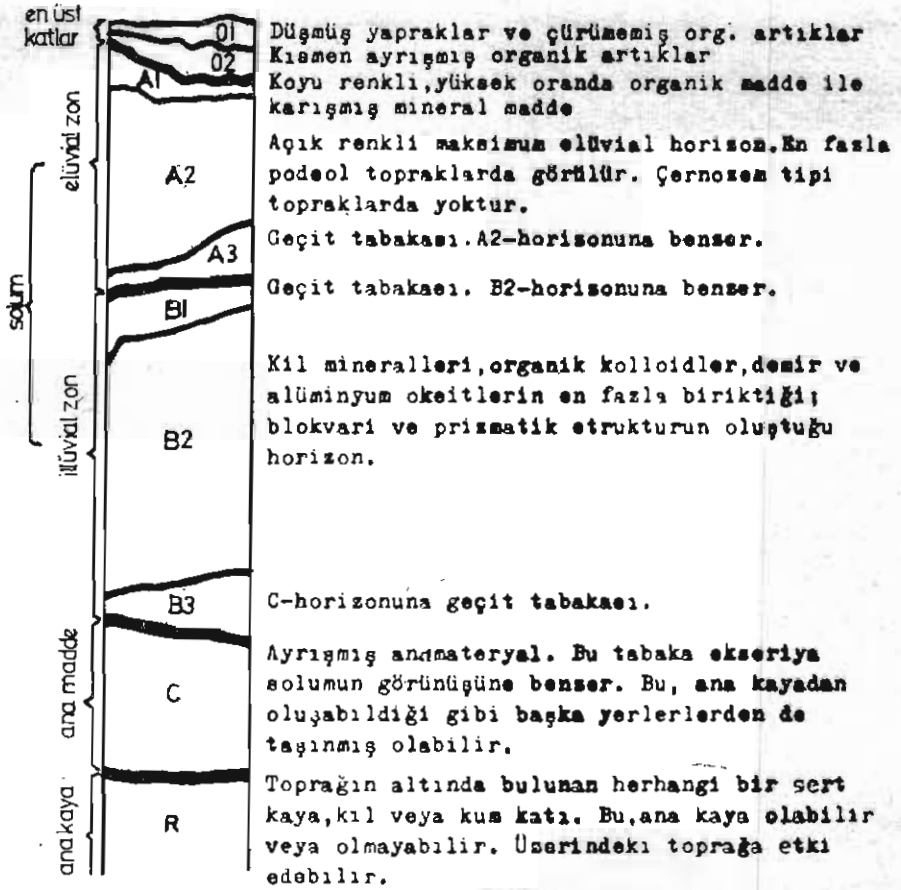 en üst
katlar
01
Düşmüş yapraklar ve çürümemiş org. artıklar
02
Kısmen ayrışmış organik artıklar
A1
Koyu renkli,yüksek oranda organik madde ile
karışmış mineral madde
elüvial zon
A2
Açık renkli maksimum elüvial horizon.En fazla
podzol topraklarda görülür. Çernozem tipi
topraklarda yoktur.
A3
Geçit tabakası.A2-horizonuna benzer.
solum
B1
Geçit tabakası. B2-horizonuna benzer.
illüvial zon
B2
Kil mineralleri,organik kolloidler,demir ve
alüminyum oksitlerin en fazla biriktiği;
blokvari ve prizmatik strukturun oluştuğu
horizon.
B3
C-horizonuna geçit tabakası.
ana madde
C
Ayrışmış anamateryal. Bu tabaka ekseriya
solumun görünüşüne benzer. Bu, ana kayadan
oluşabildiği gibi başka yerlerlerden de
taşınmış olabilir.
ana kaya
R
Toprağın altında bulunan herhangi bir sert
kaya,kil veya kum katı. Bu,ana kaya olabilir
veya olmayabilir. Üzerindeki toprağa etki
edebilir.